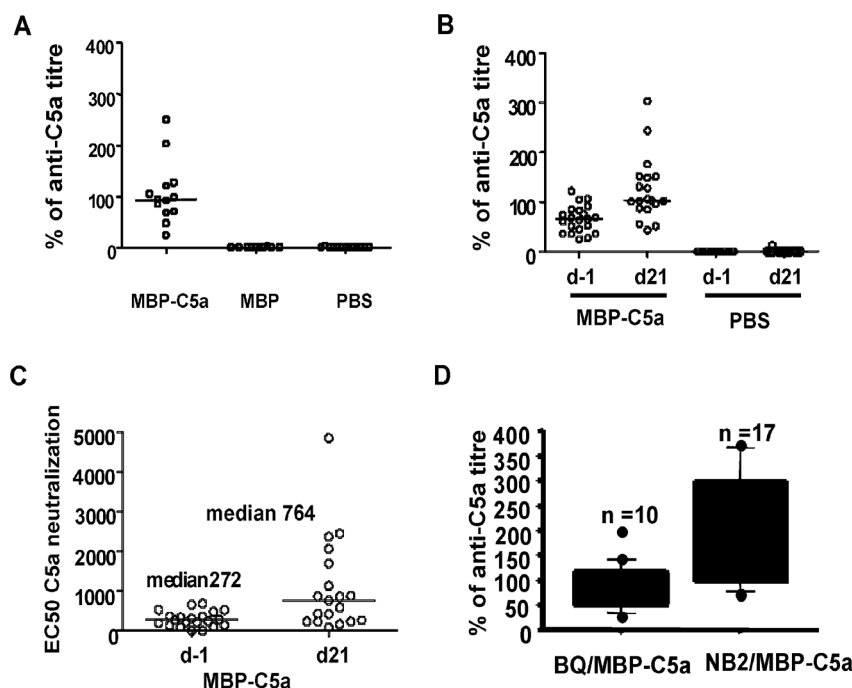 A
% of anti-C5a titre
400
300
200
100
0
MBP-C5a MBP PBS
B
% of anti-C5a titre
400
300
200
100
0
d-1 d21 d-1 d21
MBP-C5a PBS
C
EC50 C5a neutralization
5000
4000
3000
2000
1000
0
median 764
median272
d-1 d21
MBP-C5a
D
% of anti-C5a titre
400
350
300
250
200
150
100
50
0
n =17
n =10
BQ/MBP-C5a NB2/MBP-C5a